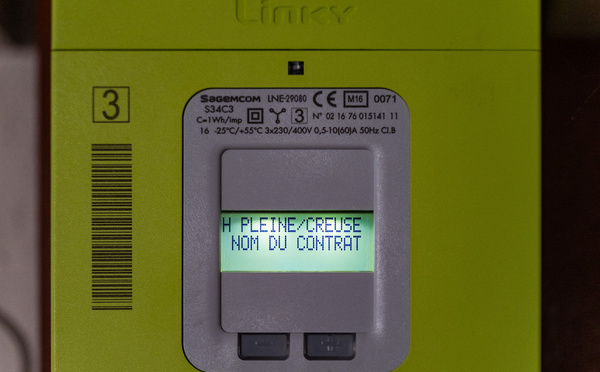 Linky
3
SAGEMCOM LNE-29080 CE M16 0071
S34C3
C=1Wh/imp 3 N° 02 16 76 015141 11
16 -25°C/+55°C 3x230/400V 0,5-10(60)A 50Hz Cl.B
H PLEINE/CREUSE
NOM DU CONTRAT